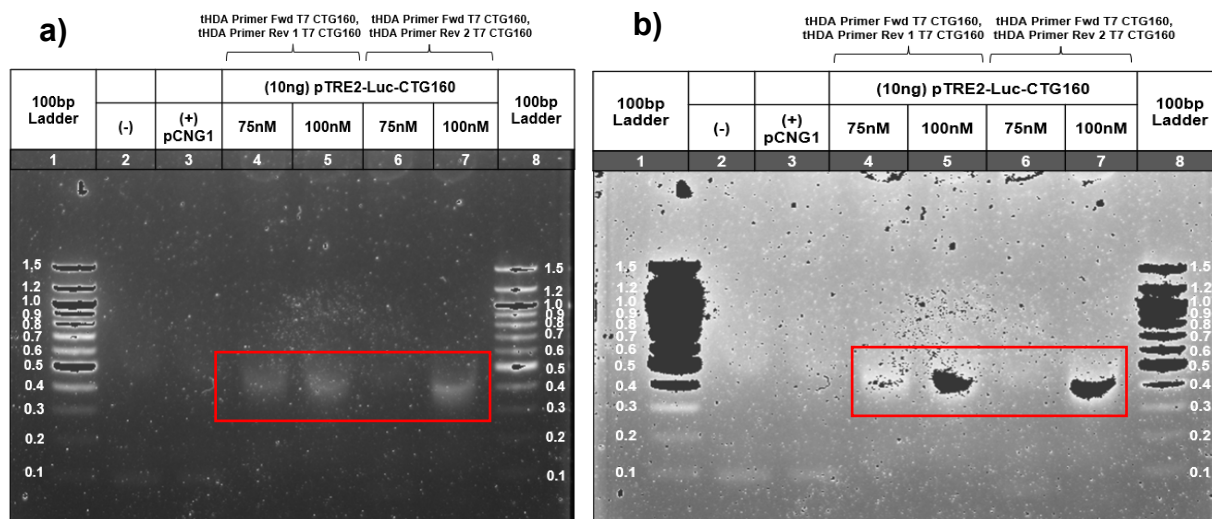 a)
tHDA Primer Fwd T7 CTG160, tHDA Primer Fwd T7 CTG160,
tHDA Primer Rev 1 T7 CTG160 tHDA Primer Rev 2 T7 CTG160
100bp Ladder
(-)
(+) pCNG1
(10ng) pTRE2-Luc-CTG160
75nM 100nM 75nM 100nM
100bp Ladder
1 2 3 4 5 6 7 8
1,5 1.5
1.2 1.2
1.0 1.0
0.9 0.9
0.8 0.8
0.7 0.7
0.6 0.6
0.5 0.5
0.4 0.4
0.3 0.3
0.2 0.2
0.1 0.1
b)
tHDA Primer Fwd T7 CTG160, tHDA Primer Fwd T7 CTG160,
tHDA Primer Rev 1 T7 CTG160 tHDA Primer Rev 2 T7 CTG160
100bp Ladder
(-)
(+) pCNG1
(10ng) pTRE2-Luc-CTG160
75nM 100nM 75nM 100nM
100bp Ladder
1 2 3 4 5 6 7 8
1.5 1.5
1.2 1.2
1.0 1.0
0.9 0.9
0.8 0.8
0.7 0.7
0.6 0.6
0.5 0.5
0.4 0.4
0.3 0.3
0.2 0.2
0.1 0.1